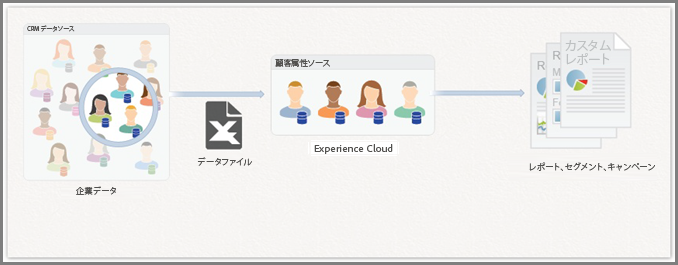 CRM データソース
企業データ
データファイル
顧客属性ソース
Experience Cloud
カスタム
レポート
レポート、セグメント、キャンペーン